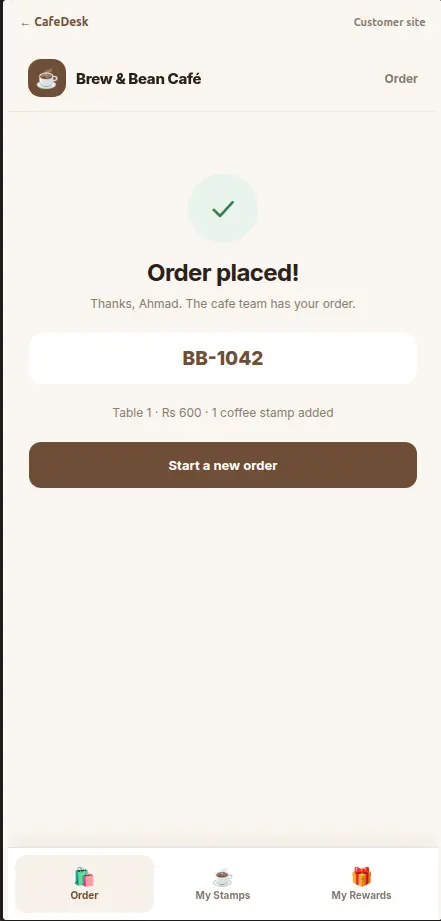 ← CafeDesk
Customer site
Brew & Bean Café
Order
Order placed!
Thanks, Ahmad. The cafe team has your order.
BB-1042
Table 1 · Rs 600 · 1 coffee stamp added
Start a new order
Order
My Stamps
My Rewards